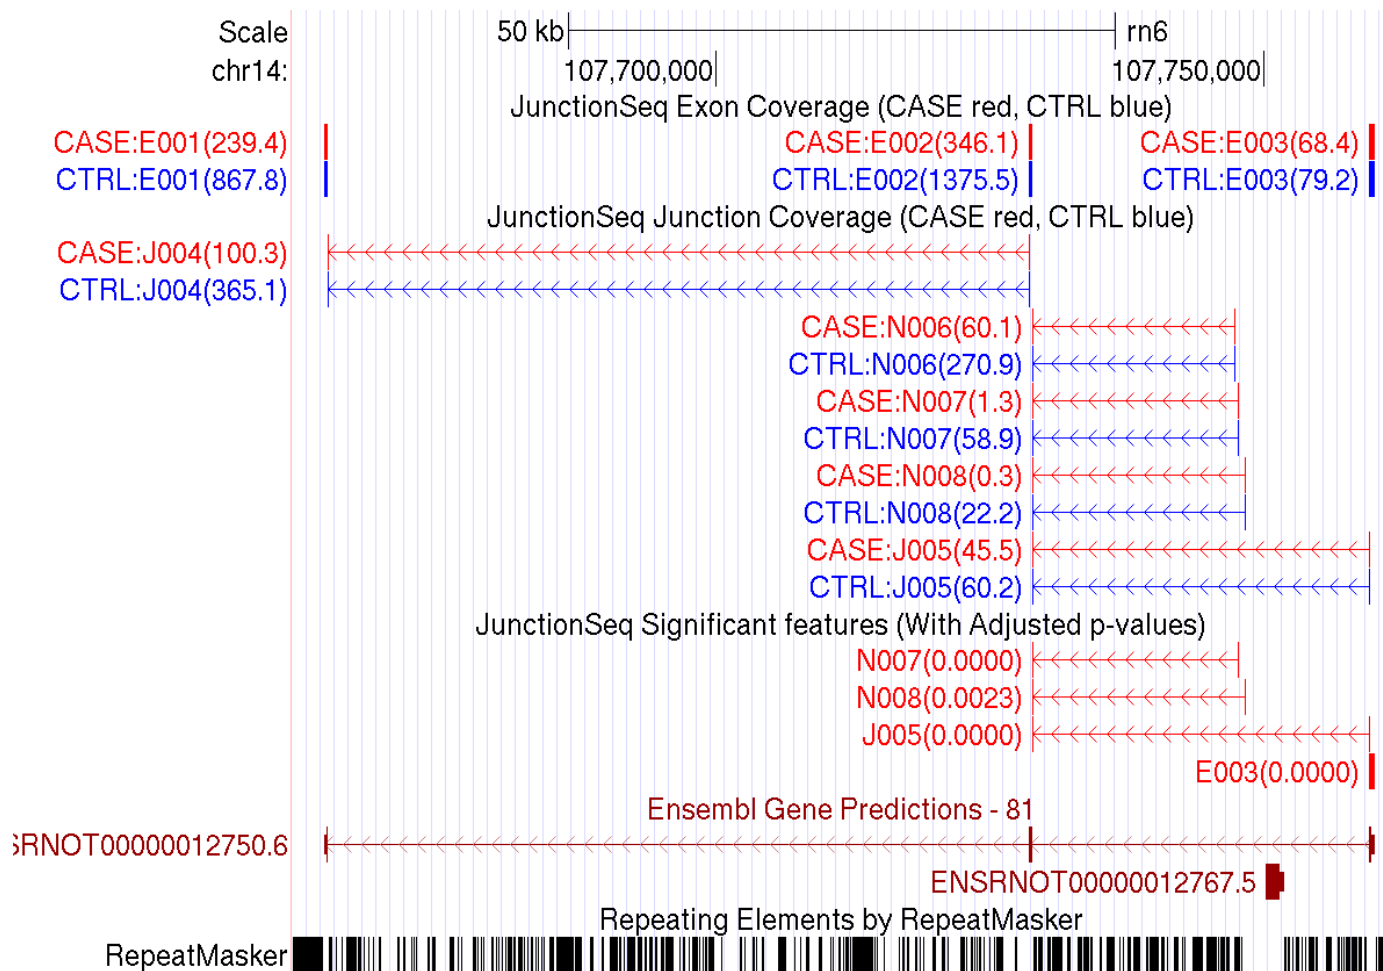 Scale 50 kb rn6
chr14: 107,700,000 107,750,000
JunctionSeq Exon Coverage (CASE red, CTRL blue)
CASE:E001(239.4) CASE:E002(346.1) CASE:E003(68.4)
CTRL:E001(867.8) CTRL:E002(1375.5) CTRL:E003(79.2)
JunctionSeq Junction Coverage (CASE red, CTRL blue)
CASE:J004(100.3)
CTRL:J004(365.1)
CASE:N006(60.1)
CTRL:N006(270.9)
CASE:N007(1.3)
CTRL:N007(58.9)
CASE:N008(0.3)
CTRL:N008(22.2)
CASE:J005(45.5)
CTRL:J005(60.2)
JunctionSeq Significant features (With Adjusted p-values)
N007(0.0000)
N008(0.0023)
J005(0.0000)
E003(0.0000)
Ensembl Gene Predictions - 81
SRNOT00000012750.6
ENSRNOT00000012767.5
Repeating Elements by RepeatMasker
RepeatMasker